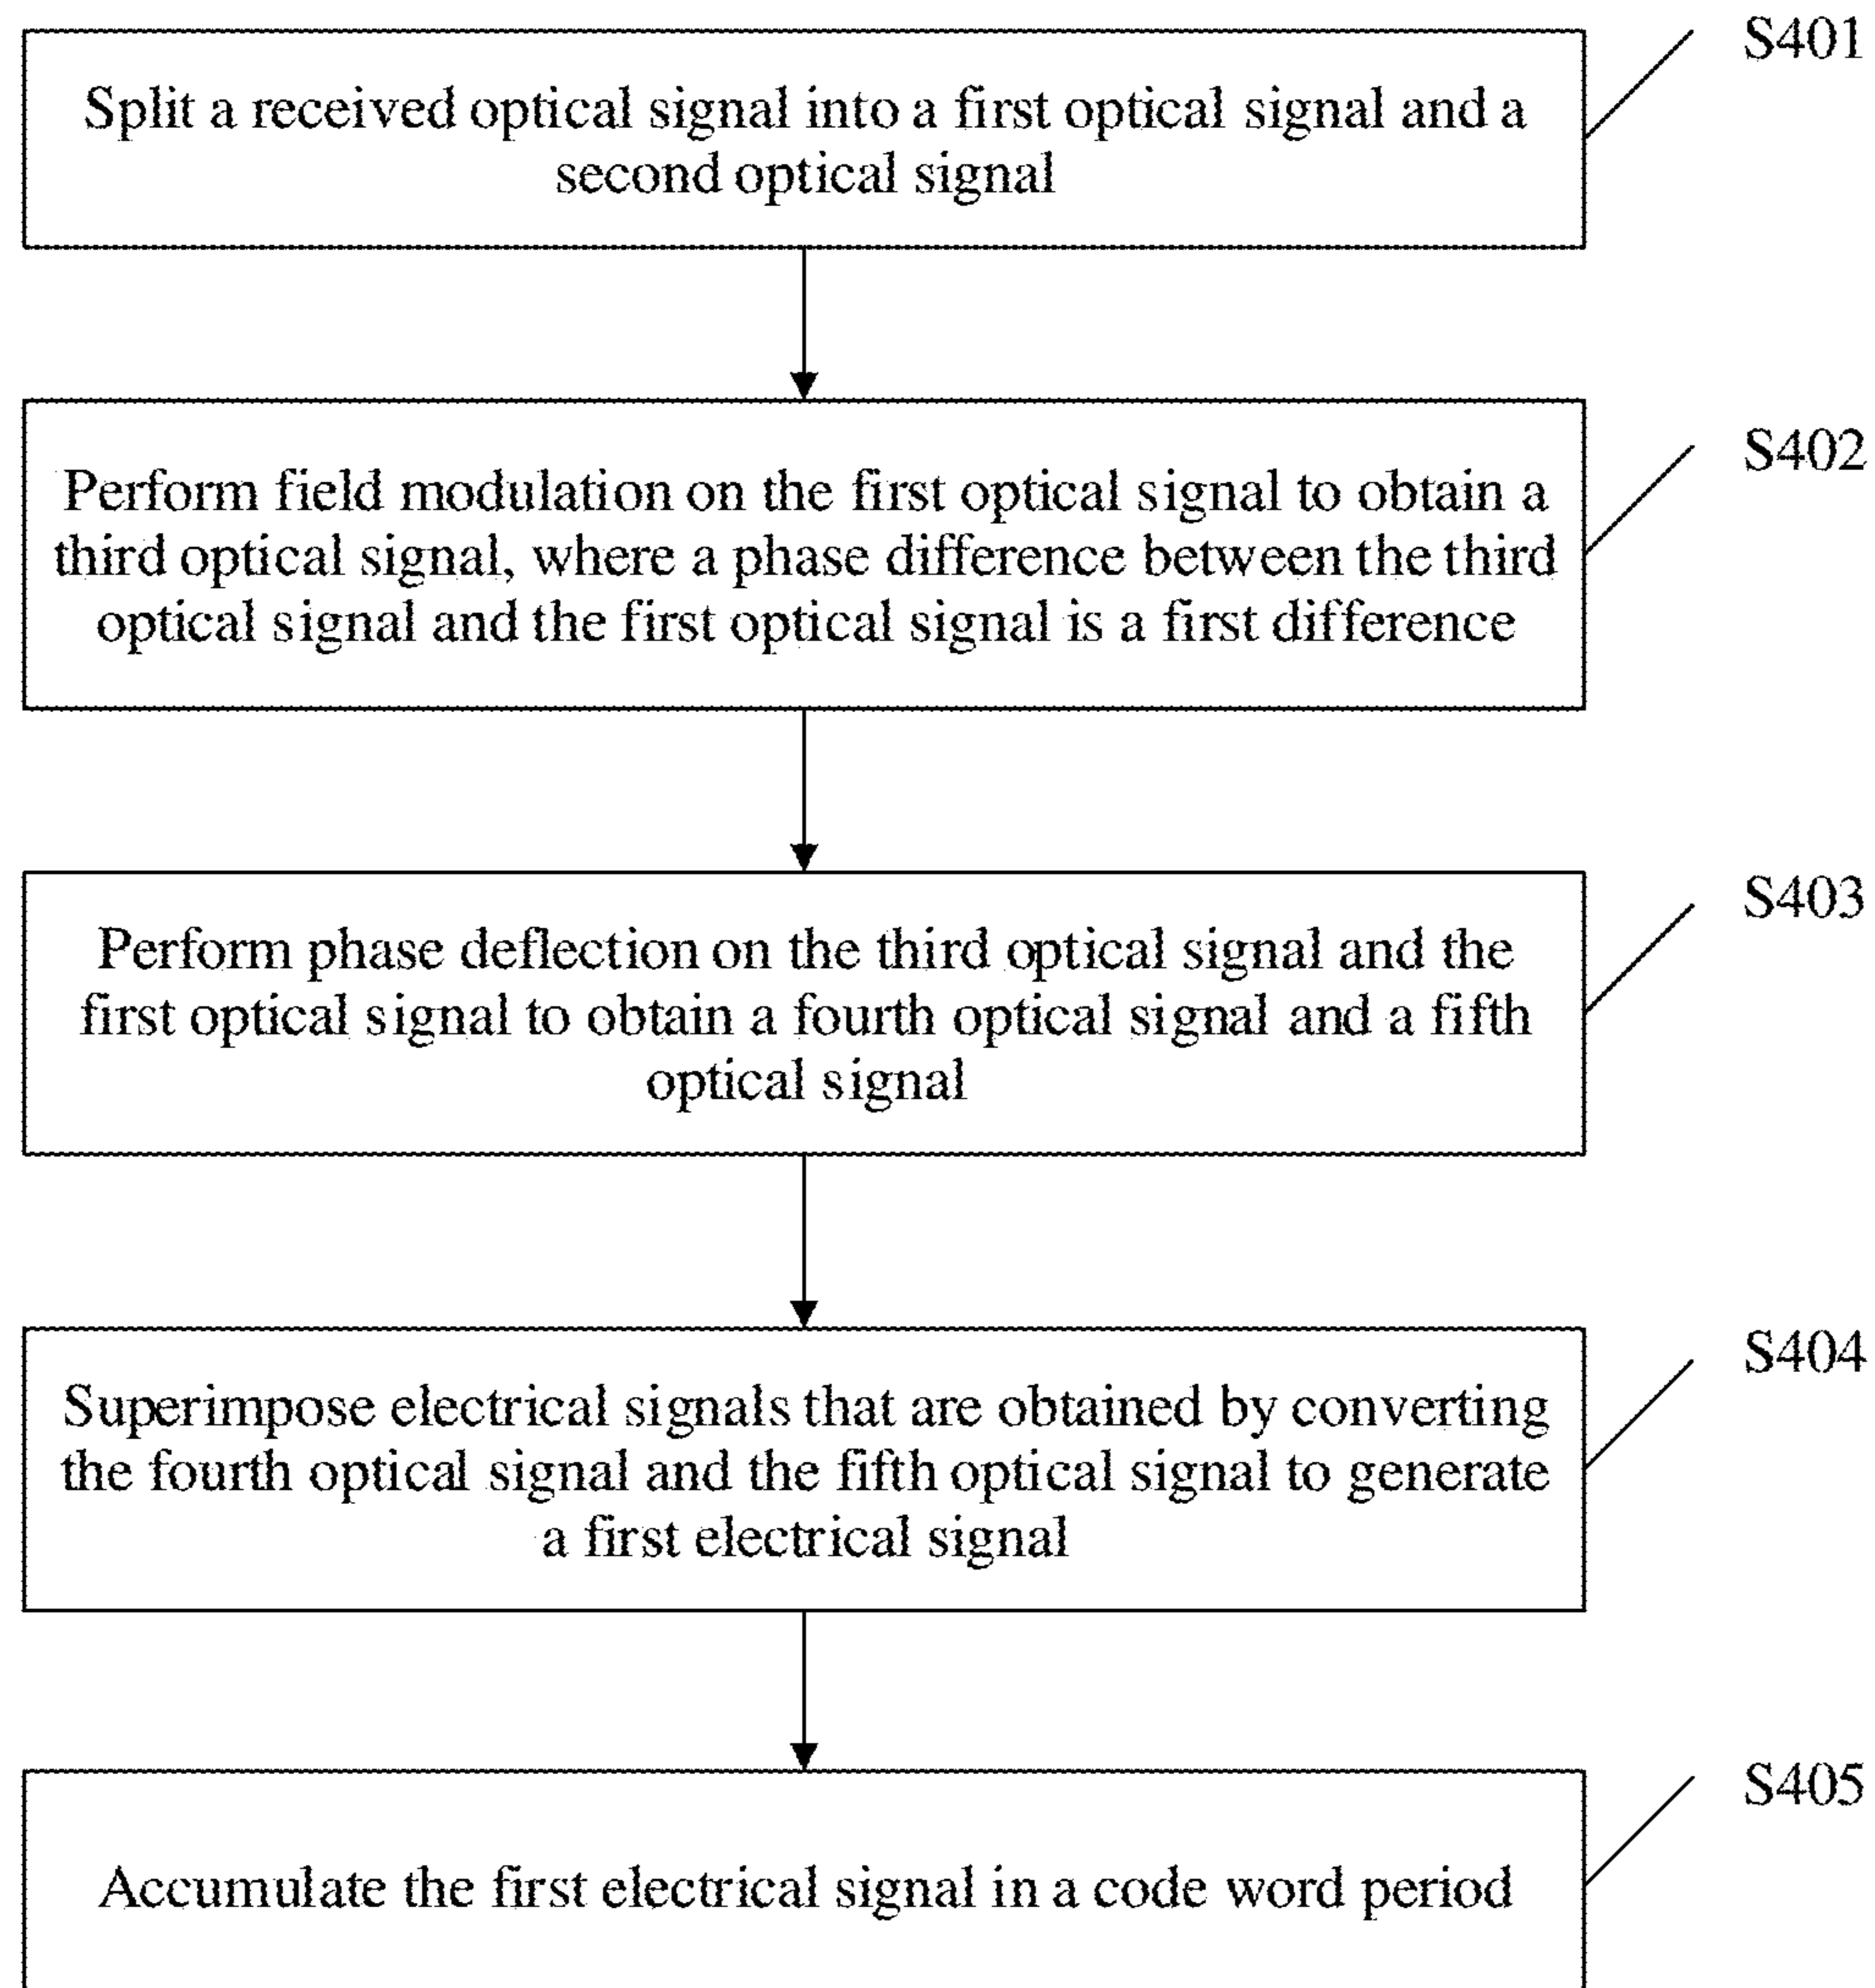 S401
Split a received optical signal into a first optical signal and a
second optical signal
S402
Perform field modulation on the first optical signal to obtain a
third optical signal, where a phase difference between the third
optical signal and the first optical signal is a first difference
S403
Perform phase deflection on the third optical signal and the
first optical signal to obtain a fourth optical signal and a fifth
optical signal
S404
Superimpose electrical signals that are obtained by converting
the fourth optical signal and the fifth optical signal to generate
a first electrical signal
S405
Accumulate the first electrical signal in a code word period